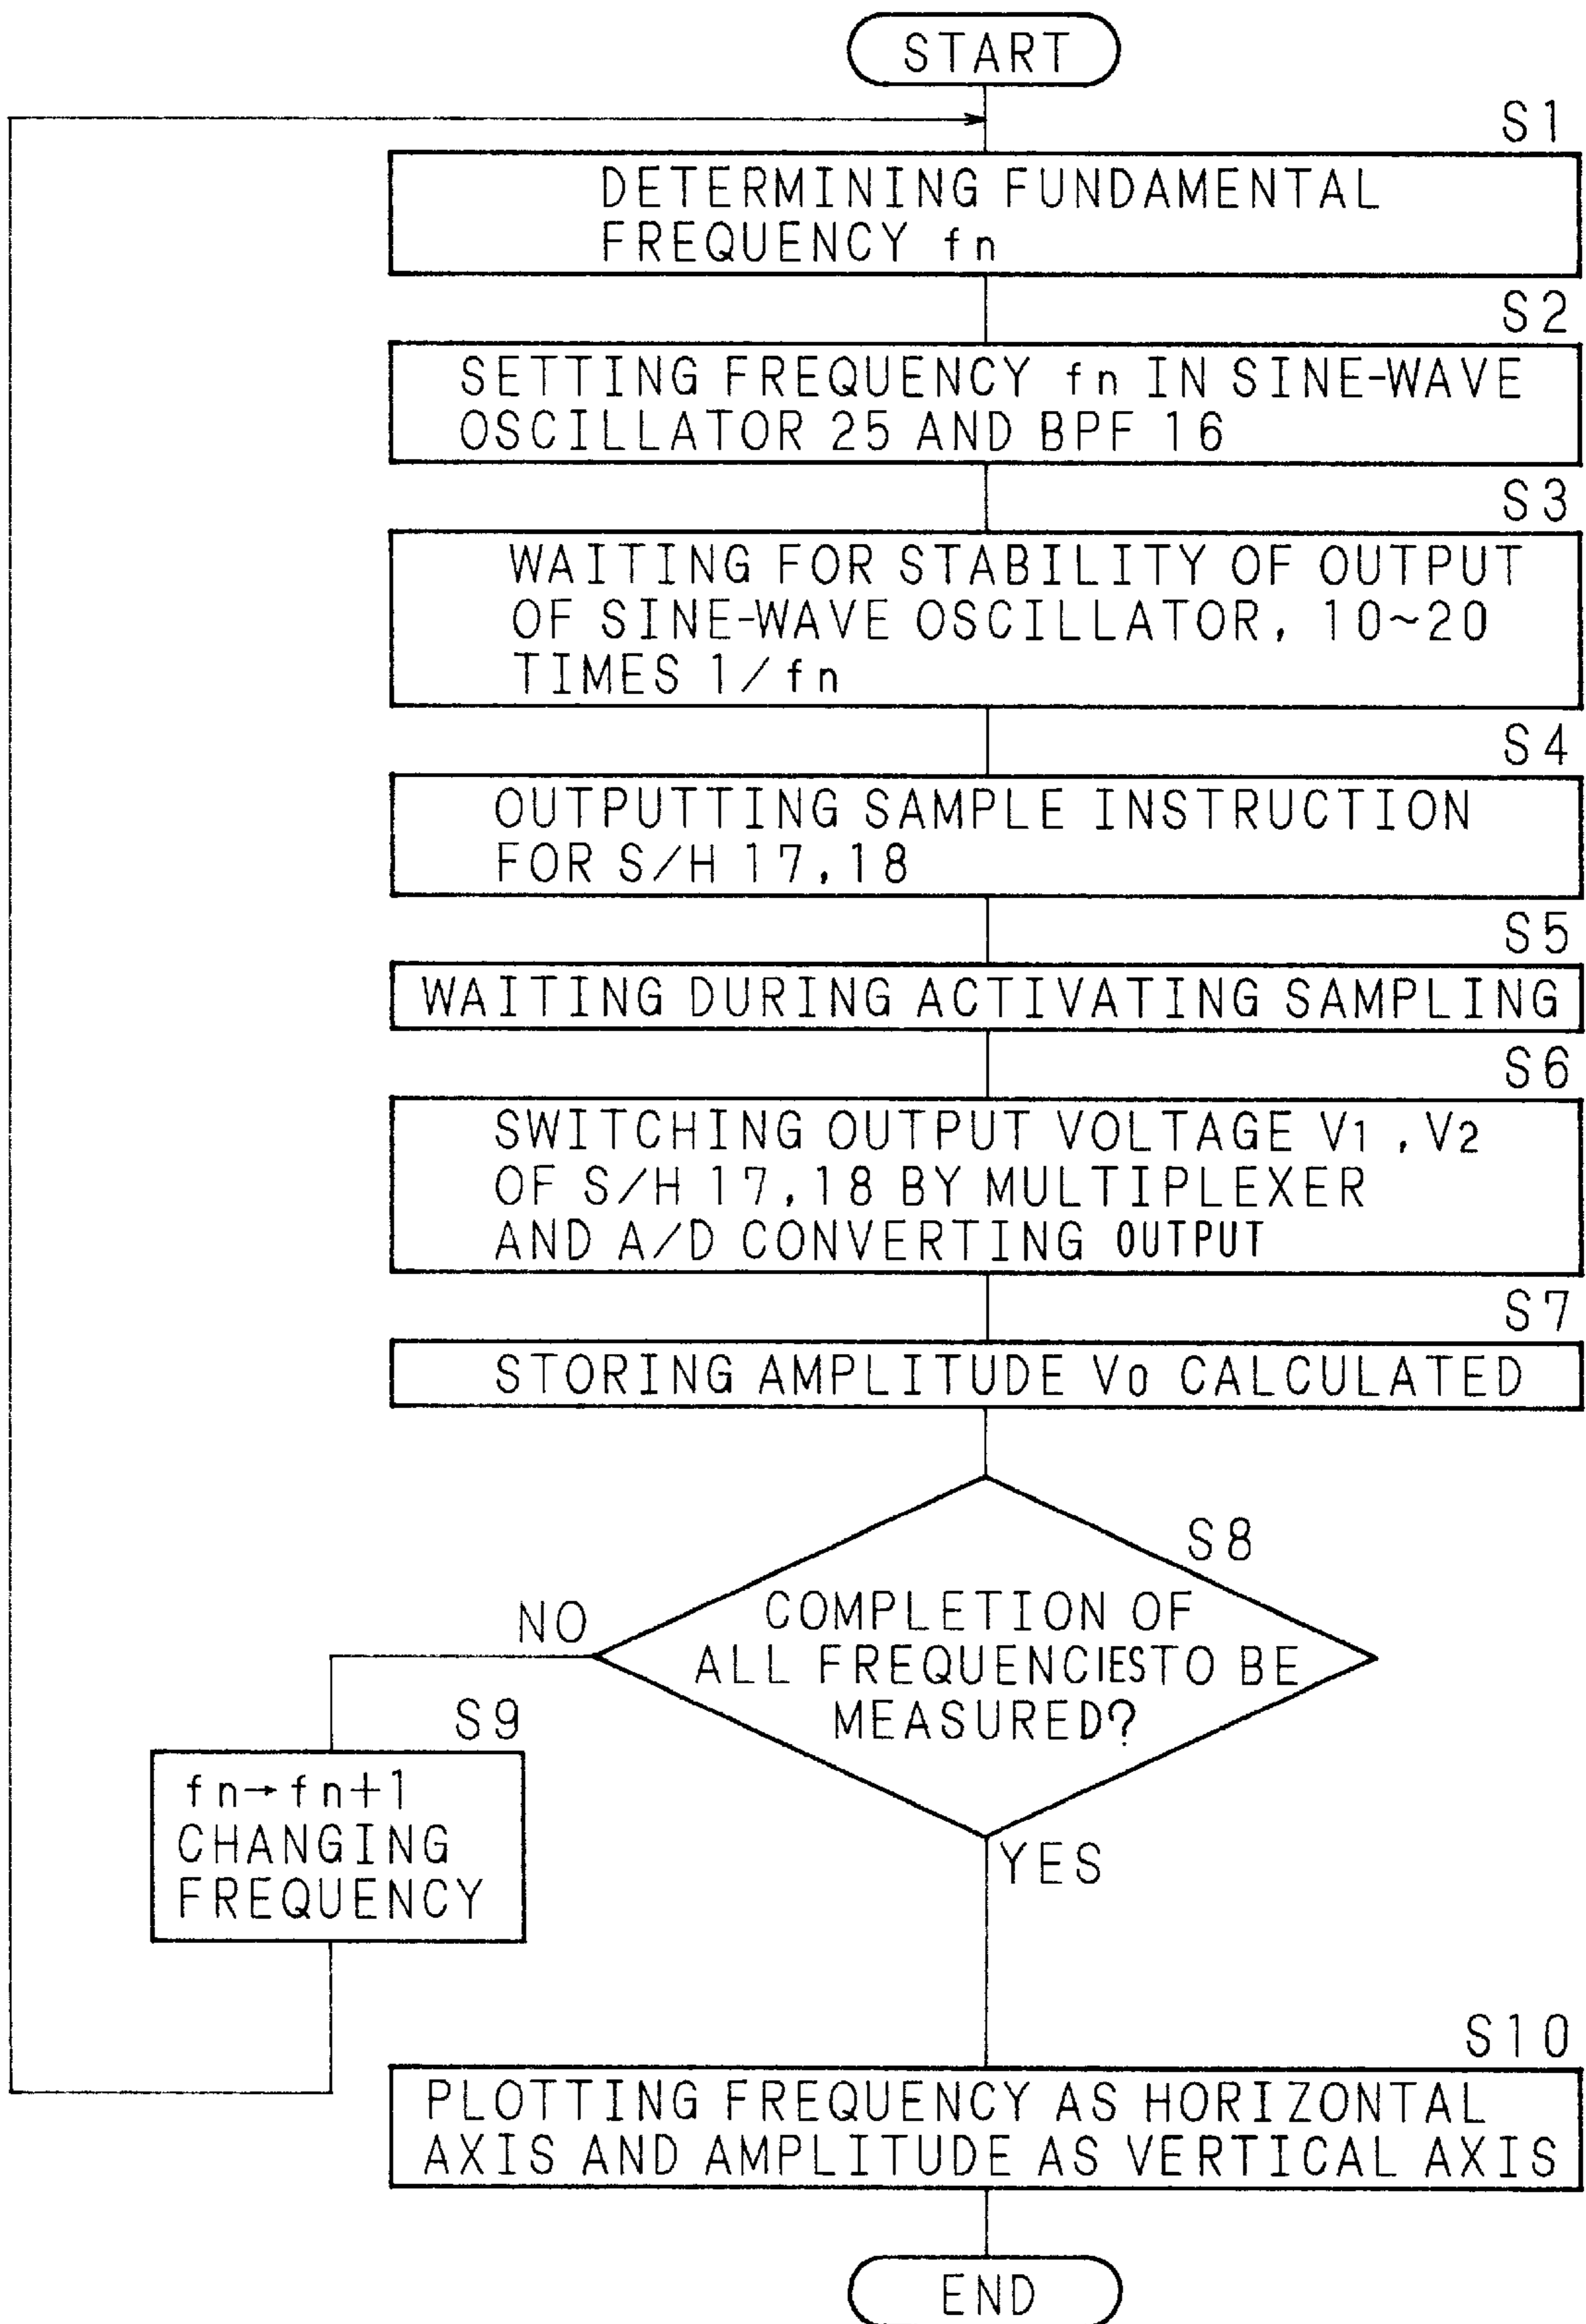 START
S1
DETERMINING FUNDAMENTAL
FREQUENCY fn
S2
SETTING FREQUENCY fn IN SINE-WAVE
OSCILLATOR 25 AND BPF 16
S3
WAITING FOR STABILITY OF OUTPUT
OF SINE-WAVE OSCILLATOR, 10~20
TIMES 1/fn
S4
OUTPUTTING SAMPLE INSTRUCTION
FOR S/H 17,18
S5
WAITING DURING ACTIVATING SAMPLING
S6
SWITCHING OUTPUT VOLTAGE V1 ,V2
OF S/H 17,18 BY MULTIPLEXER
AND A/D CONVERTING OUTPUT
S7
STORING AMPLITUDE V0 CALCULATED
S8
COMPLETION OF
ALL FREQUENCIES TO BE
MEASURED?
NO
S9
fn→fn+1
CHANGING
FREQUENCY
YES
S10
PLOTTING FREQUENCY AS HORIZONTAL
AXIS AND AMPLITUDE AS VERTICAL AXIS
END